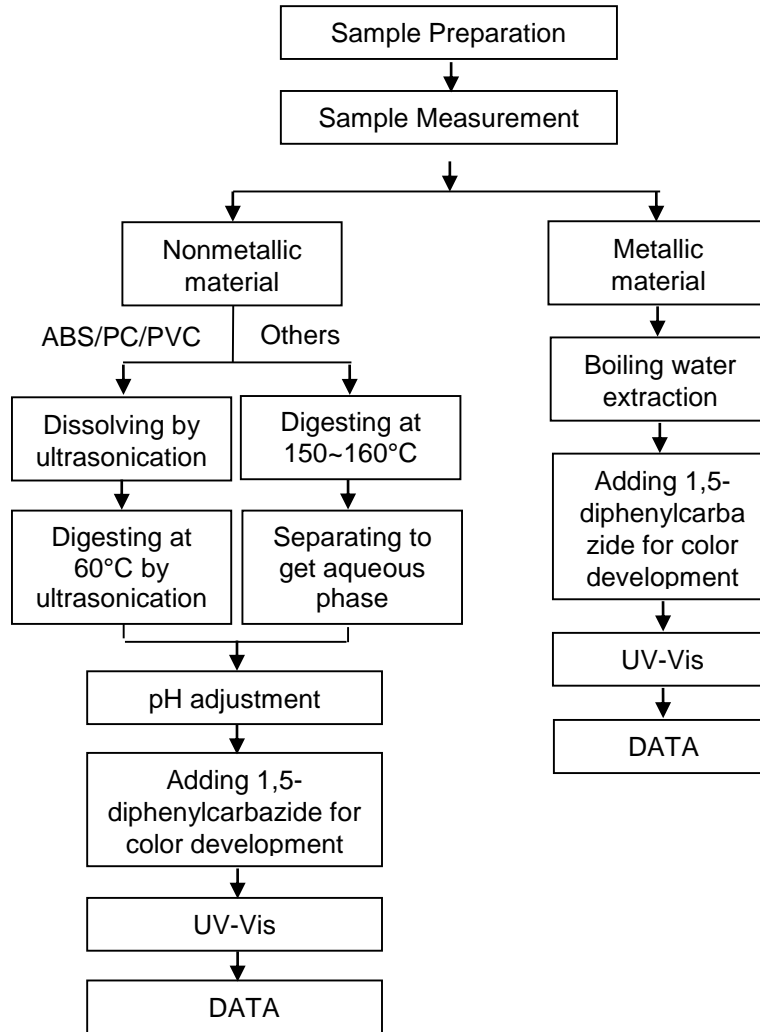 Sample Preparation
Sample Measurement
Nonmetallic
material
ABS/PC/PVC
Others
Dissolving by
ultrasonication
Digesting at
150~160°C
Digesting at
60°C by
ultrasonication
Separating to
get aqueous
phase
pH adjustment
Adding 1,5-
diphenylcarbazide for
color development
UV-Vis
DATA
Metallic
material
Boiling water
extraction
Adding 1,5-
diphenylcarba
zide for color
development
UV-Vis
DATA